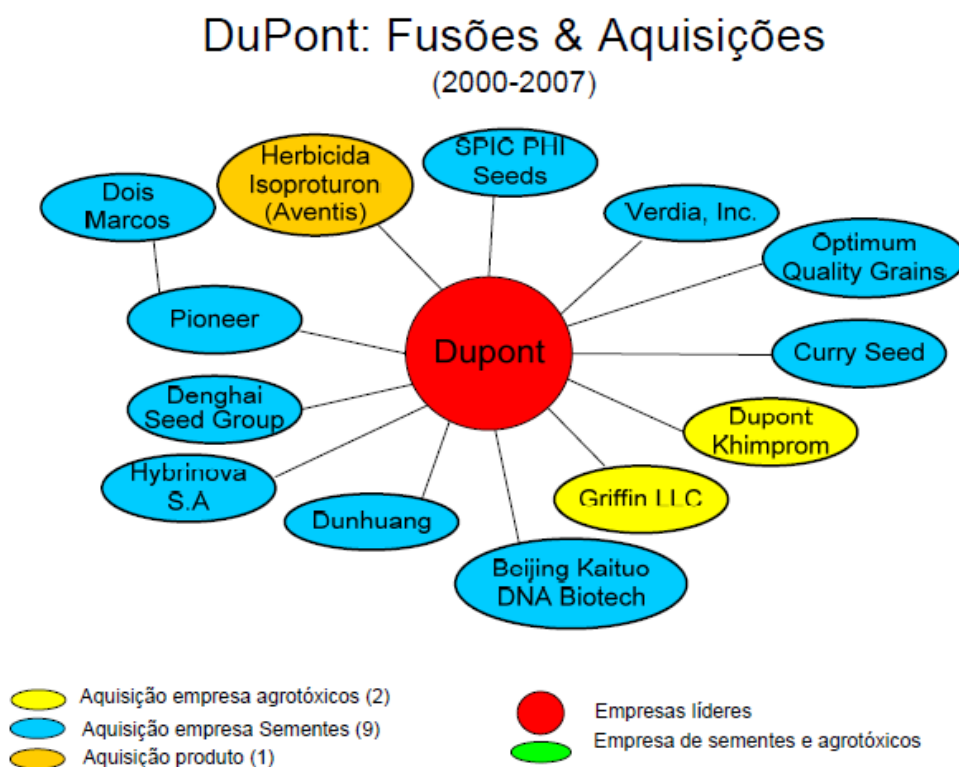 DuPont: Fusões & Aquisições
(2000-2007)
Herbicida
Isoproturon
(Aventis)
SPIC PHI
Seeds
Dois
Marcos
Verdia, Inc.
Optimum
Quality Grains
Pioneer
Dupont
Curry Seed
Denghai
Seed Group
Dupont
Khimprom
Hybrinova
S.A
Griffin LLC
Dunhuang
Beijing Kaituo
DNA Biotech
Aquisição empresa agrotóxicos (2)
Aquisição empresa Sementes (9)
Aquisição produto (1)
Empresas líderes
Empresa de sementes e agrotóxicos